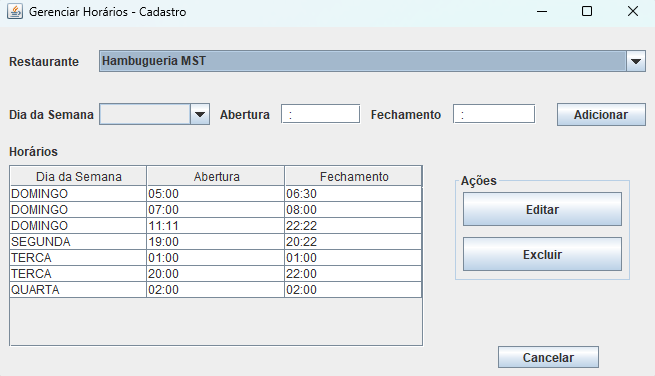 Gerenciar Horários - Cadastro
Restaurante Hambugueria MST
Dia da Semana Abertura : Fechamento : Adicionar
Horários
Dia da Semana Abertura Fechamento
DOMINGO 05:00 06:30
DOMINGO 07:00 08:00
DOMINGO 11:11 22:22
SEGUNDA 19:00 20:22
TERCA 01:00 01:00
TERCA 20:00 22:00
QUARTA 02:00 02:00
Ações
Editar
Excluir
Cancelar